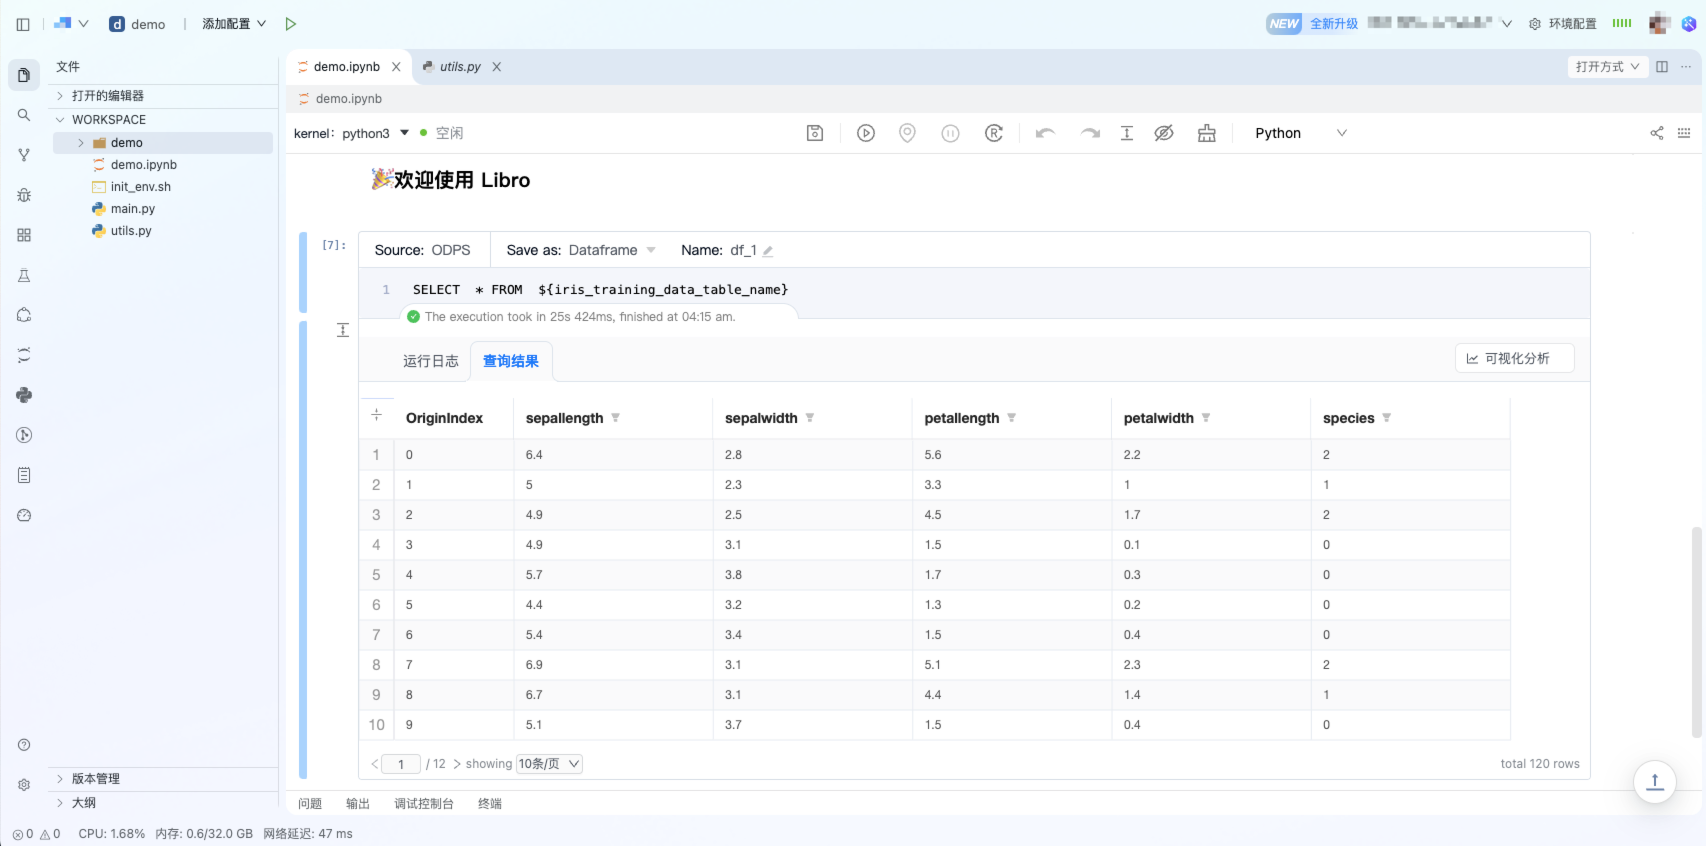 d demo 添加配置 NEW 全新升级 环境配置
文件
打开的编辑器
WORKSPACE
demo
demo.ipynb
init_env.sh
main.py
utils.py
版本管理
大纲
demo.ipynb utils.py 打开方式
demo.ipynb
kernel: python3 空闲 Python
🎉欢迎使用 Libro
[7]:
Source: ODPS Save as: Dataframe Name: df_1
1 SELECT * FROM ${iris_training_data_table_name}
The execution took in 25s 424ms, finished at 04:15 am.
运行日志 查询结果 可视化分析
OriginIndex sepallength sepalwidth petallength petalwidth species
1 0 6.4 2.8 5.6 2.2 2
2 1 5 2.3 3.3 1 1
3 2 4.9 2.5 4.5 1.7 2
4 3 4.9 3.1 1.5 0.1 0
5 4 5.7 3.8 1.7 0.3 0
6 5 4.4 3.2 1.3 0.2 0
7 6 5.4 3.4 1.5 0.4 0
8 7 6.9 3.1 5.1 2.3 2
9 8 6.7 3.1 4.4 1.4 1
10 9 5.1 3.7 1.5 0.4 0
< 1 / 12 > showing 10条/页 total 120 rows
问题 输出 调试控制台 终端
0 0 CPU: 1.68% 内存: 0.6/32.0 GB 网络延迟: 47 ms